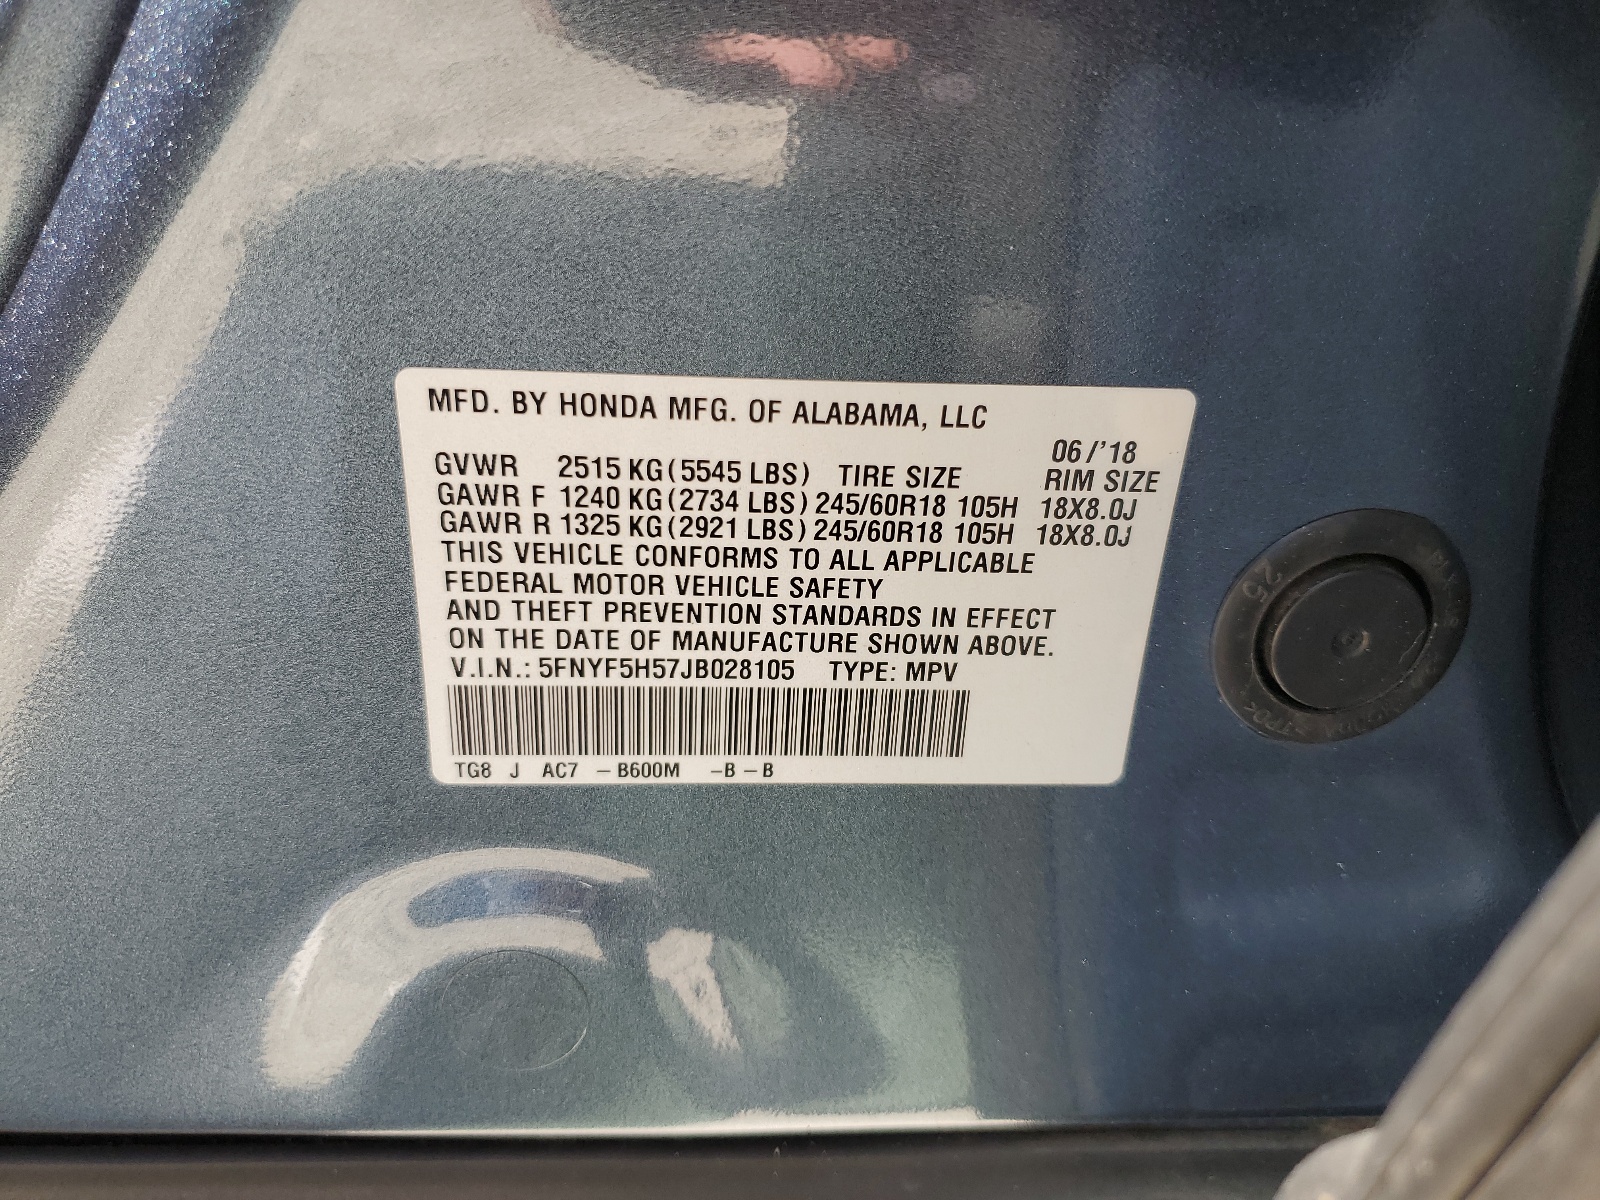 MFD. BY HONDA MFG. OF ALABAMA, LLC
06/'18
GVWR 2515 KG(5545 LBS) TIRE SIZE RIM SIZE
GAWR F 1240 KG(2734 LBS) 245/60R18 105H 18X8.0J
GAWR R 1325 KG(2921 LBS) 245/60R18 105H 18X8.0J
THIS VEHICLE CONFORMS TO ALL APPLICABLE
FEDERAL MOTOR VEHICLE SAFETY
AND THEFT PREVENTION STANDARDS IN EFFECT
ON THE DATE OF MANUFACTURE SHOWN ABOVE.
V.I.N.: 5FNYF5H57JB028105 TYPE: MPV
TG8 J AC7 -B600M -B-B
25